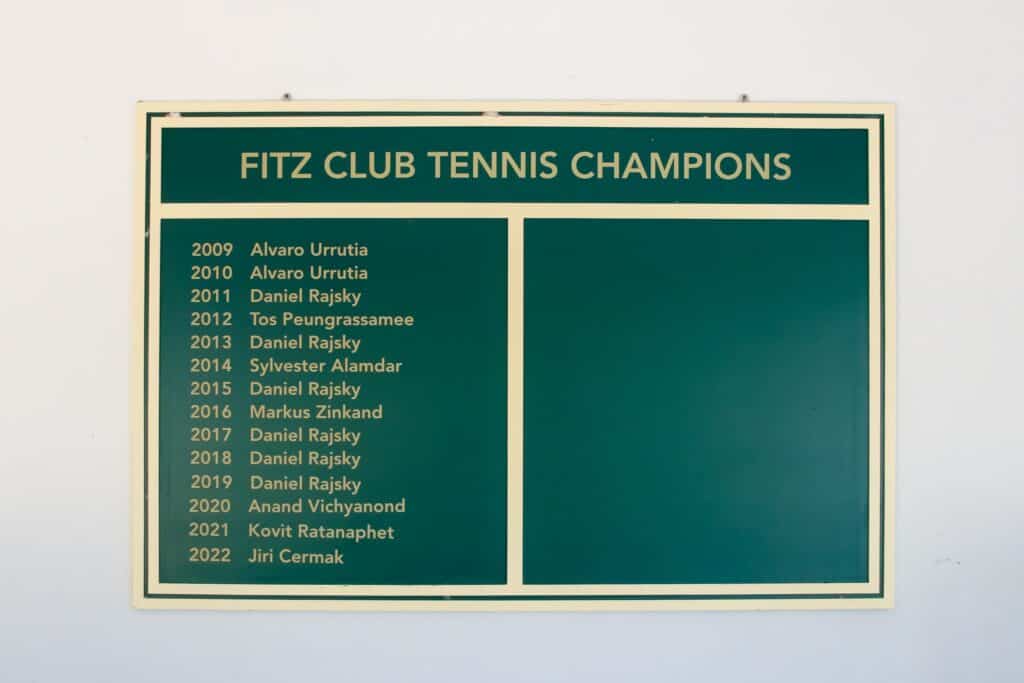 FITZ CLUB TENNIS CHAMPIONS
2009 Alvaro Urrutia
2010 Alvaro Urrutia
2011 Daniel Rajsky
2012 Tos Peungrassamee
2013 Daniel Rajsky
2014 Sylvester Alamdar
2015 Daniel Rajsky
2016 Markus Zinkand
2017 Daniel Rajsky
2018 Daniel Rajsky
2019 Daniel Rajsky
2020 Anand Vichyanond
2021 Kovit Ratanaphet
2022 Jiri Cermak